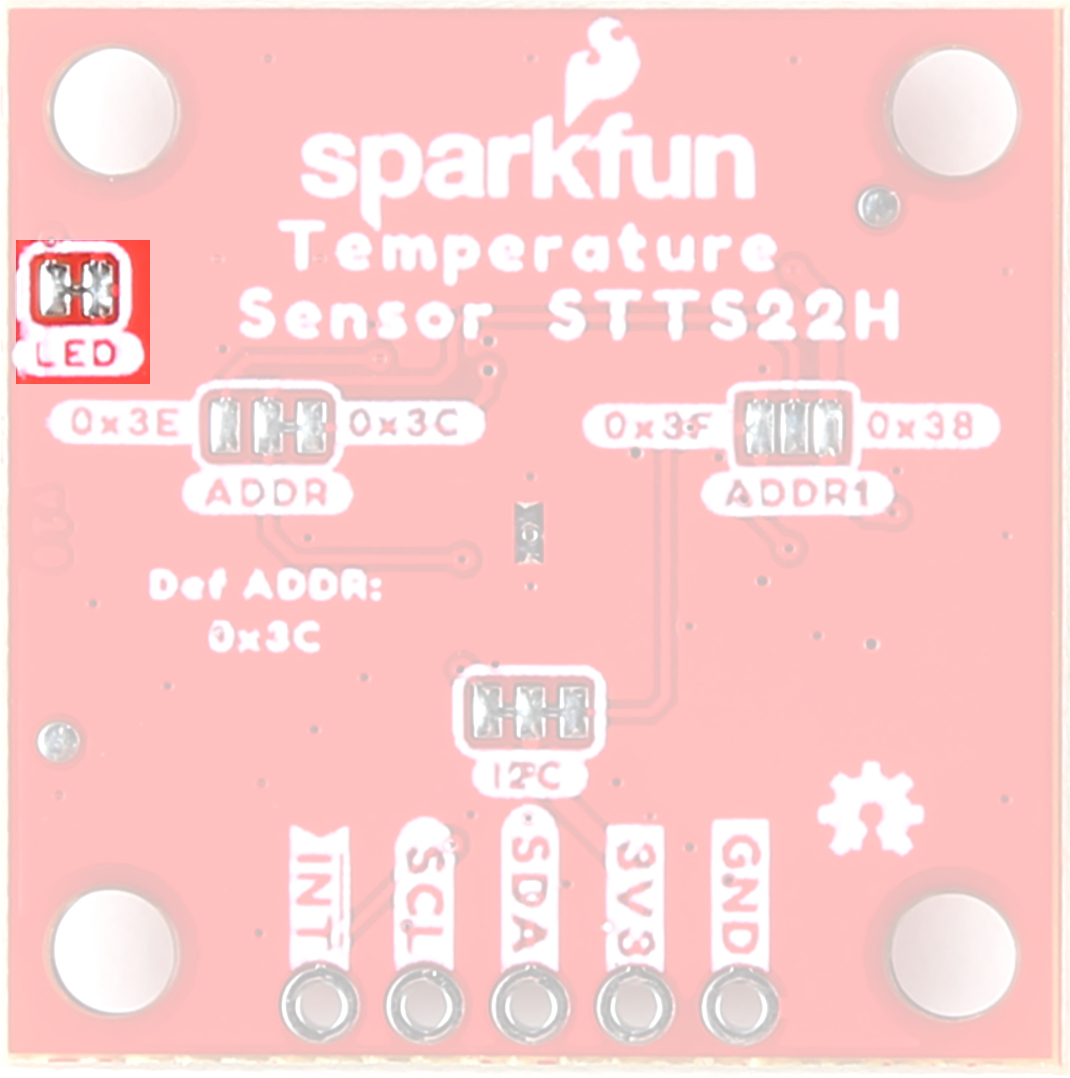 sparkfun
Temperature
Sensor STTS22H
LED
0x3E 0x3C
ADDR
0x3F 0x38
ADDR1
Def ADDR:
0x3C
I²C
INT
SCL
SDA
3V3
GND